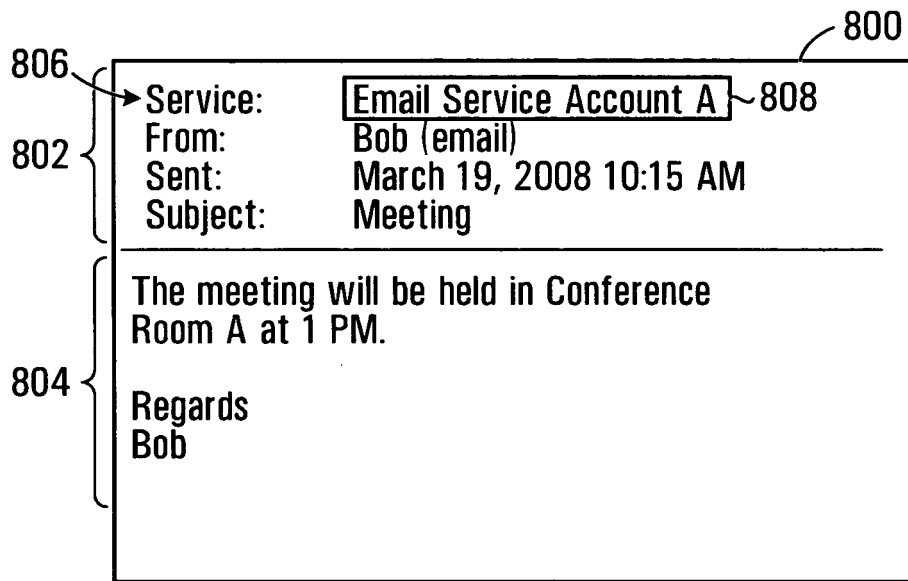 800
806
Service: Email Service Account A 808
802
From: Bob (email)
Sent: March 19, 2008 10:15 AM
Subject: Meeting
The meeting will be held in Conference
Room A at 1 PM.
804
Regards
Bob